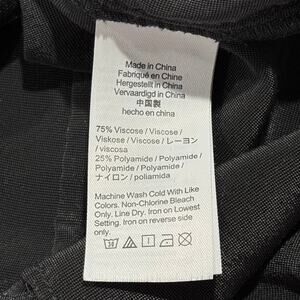 Made in China
Fabriqué en Chine
Hergestellt in China
Vervaardigd in China
中国製
hecho en china
75% Viscose / Viscose /
Viskose / Viscose / レーヨン
/ viscosa
25% Polyamide / Polyamide /
Polyamide / Polyamide /
ナイロン / poliamida
Machine Wash Cold With Like
Colors. Non-Chlorine Bleach
Only. Line Dry. Iron on Lowest
Setting. Iron on reverse side
only.
30